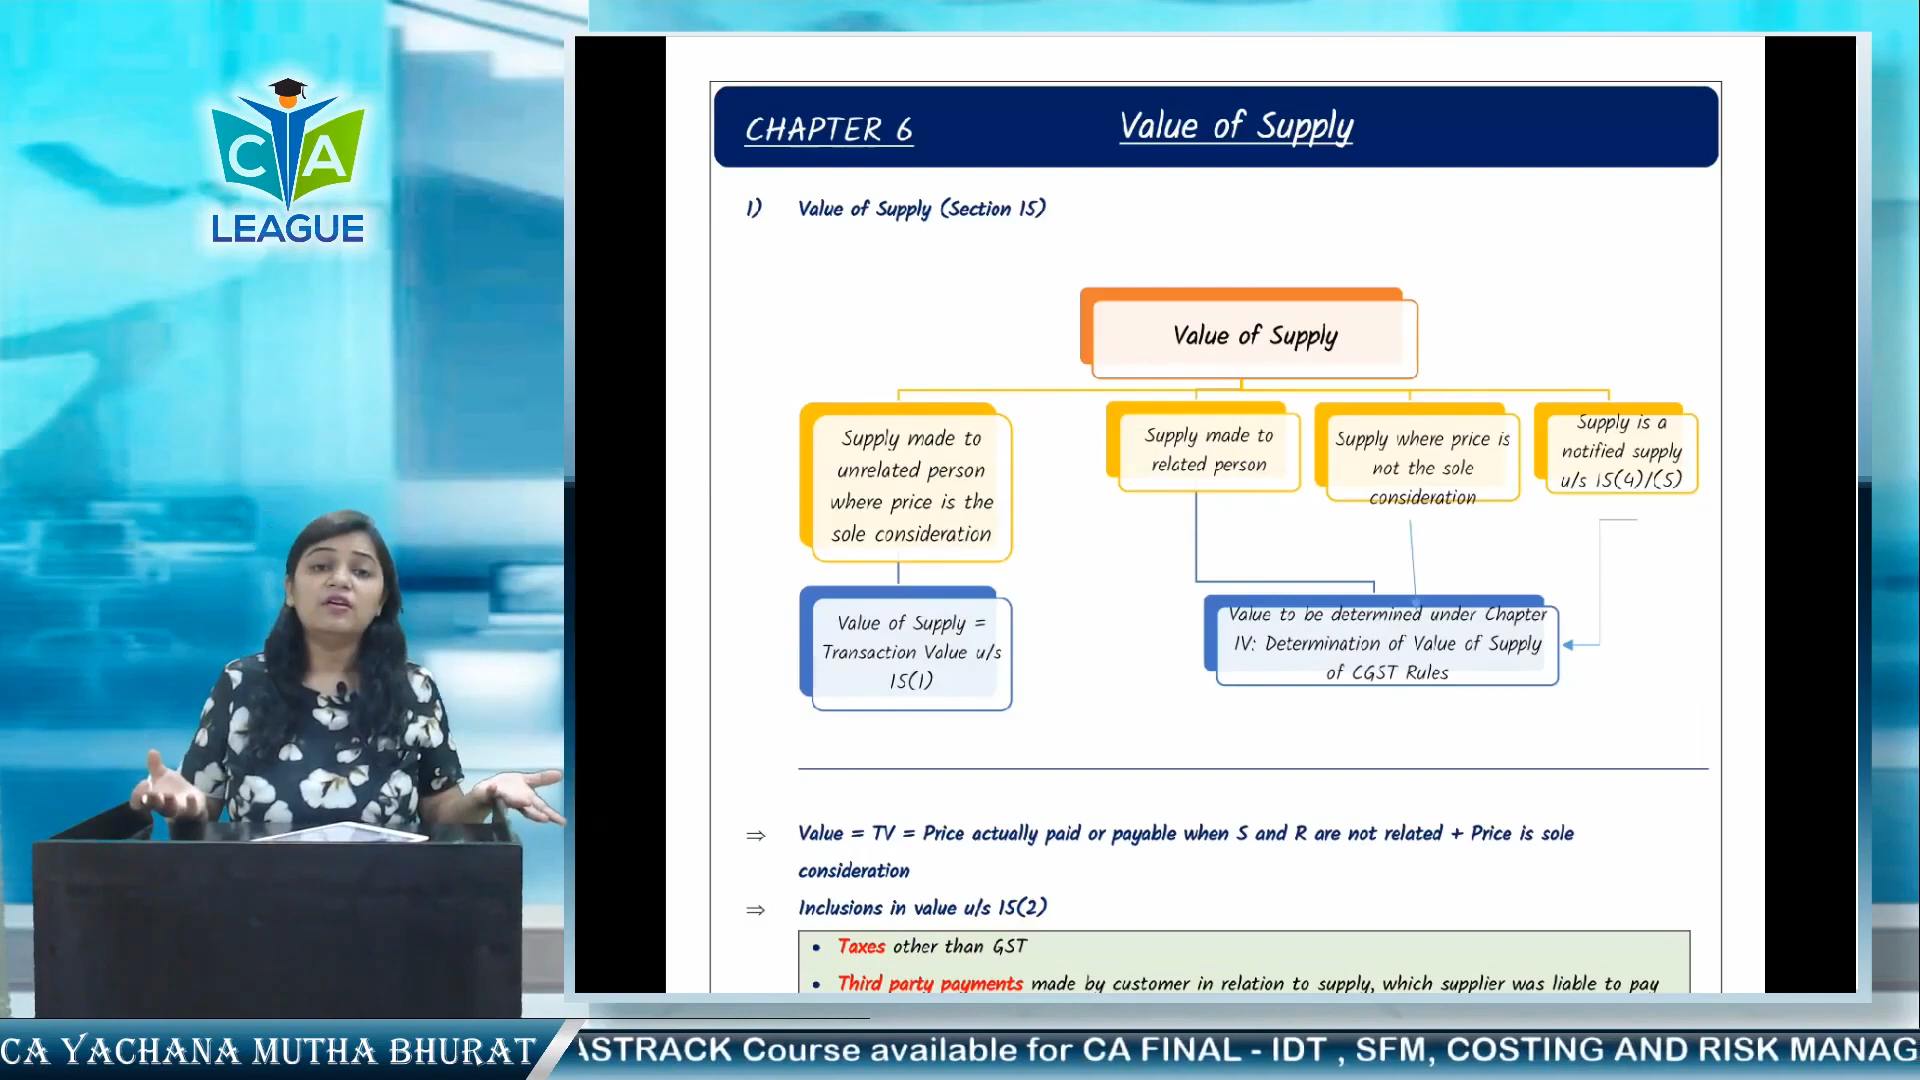 C A
LEAGUE
CHAPTER 6
Value of Supply
1) Value of Supply (Section 15)
Value of Supply
Supply made to
unrelated person
where price is the
sole consideration
Supply made to
related person
Supply where price is
not the sole
consideration
Supply is a
notified supply
u/s 15(4)/(5)
Value of Supply =
Transaction Value u/s
15(1)
Value to be determined under Chapter
IV: Determination of Value of Supply
of CGST Rules
⇒ Value = TV = Price actually paid or payable when S and R are not related + Price is sole
consideration
⇒ Inclusions in value u/s 15(2)
• Taxes other than GST
• Third party payments made by customer in relation to supply, which supplier was liable to pay
CA YACHANA MUTHA BHURAT
ASTRACK Course available for CA FINAL - IDT , SFM, COSTING AND RISK MANAG